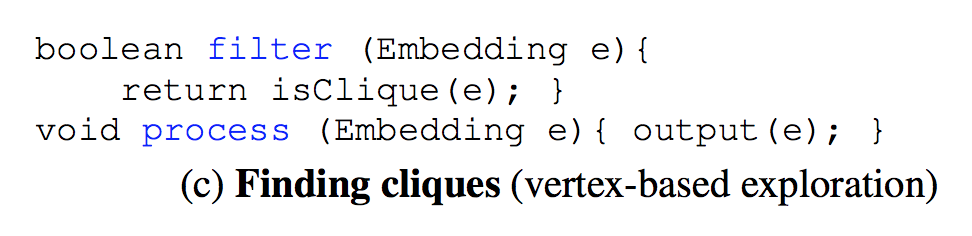 boolean filter (Embedding e){
    return isClique(e); }
void process (Embedding e){ output(e); }
(c) Finding cliques (vertex-based exploration)